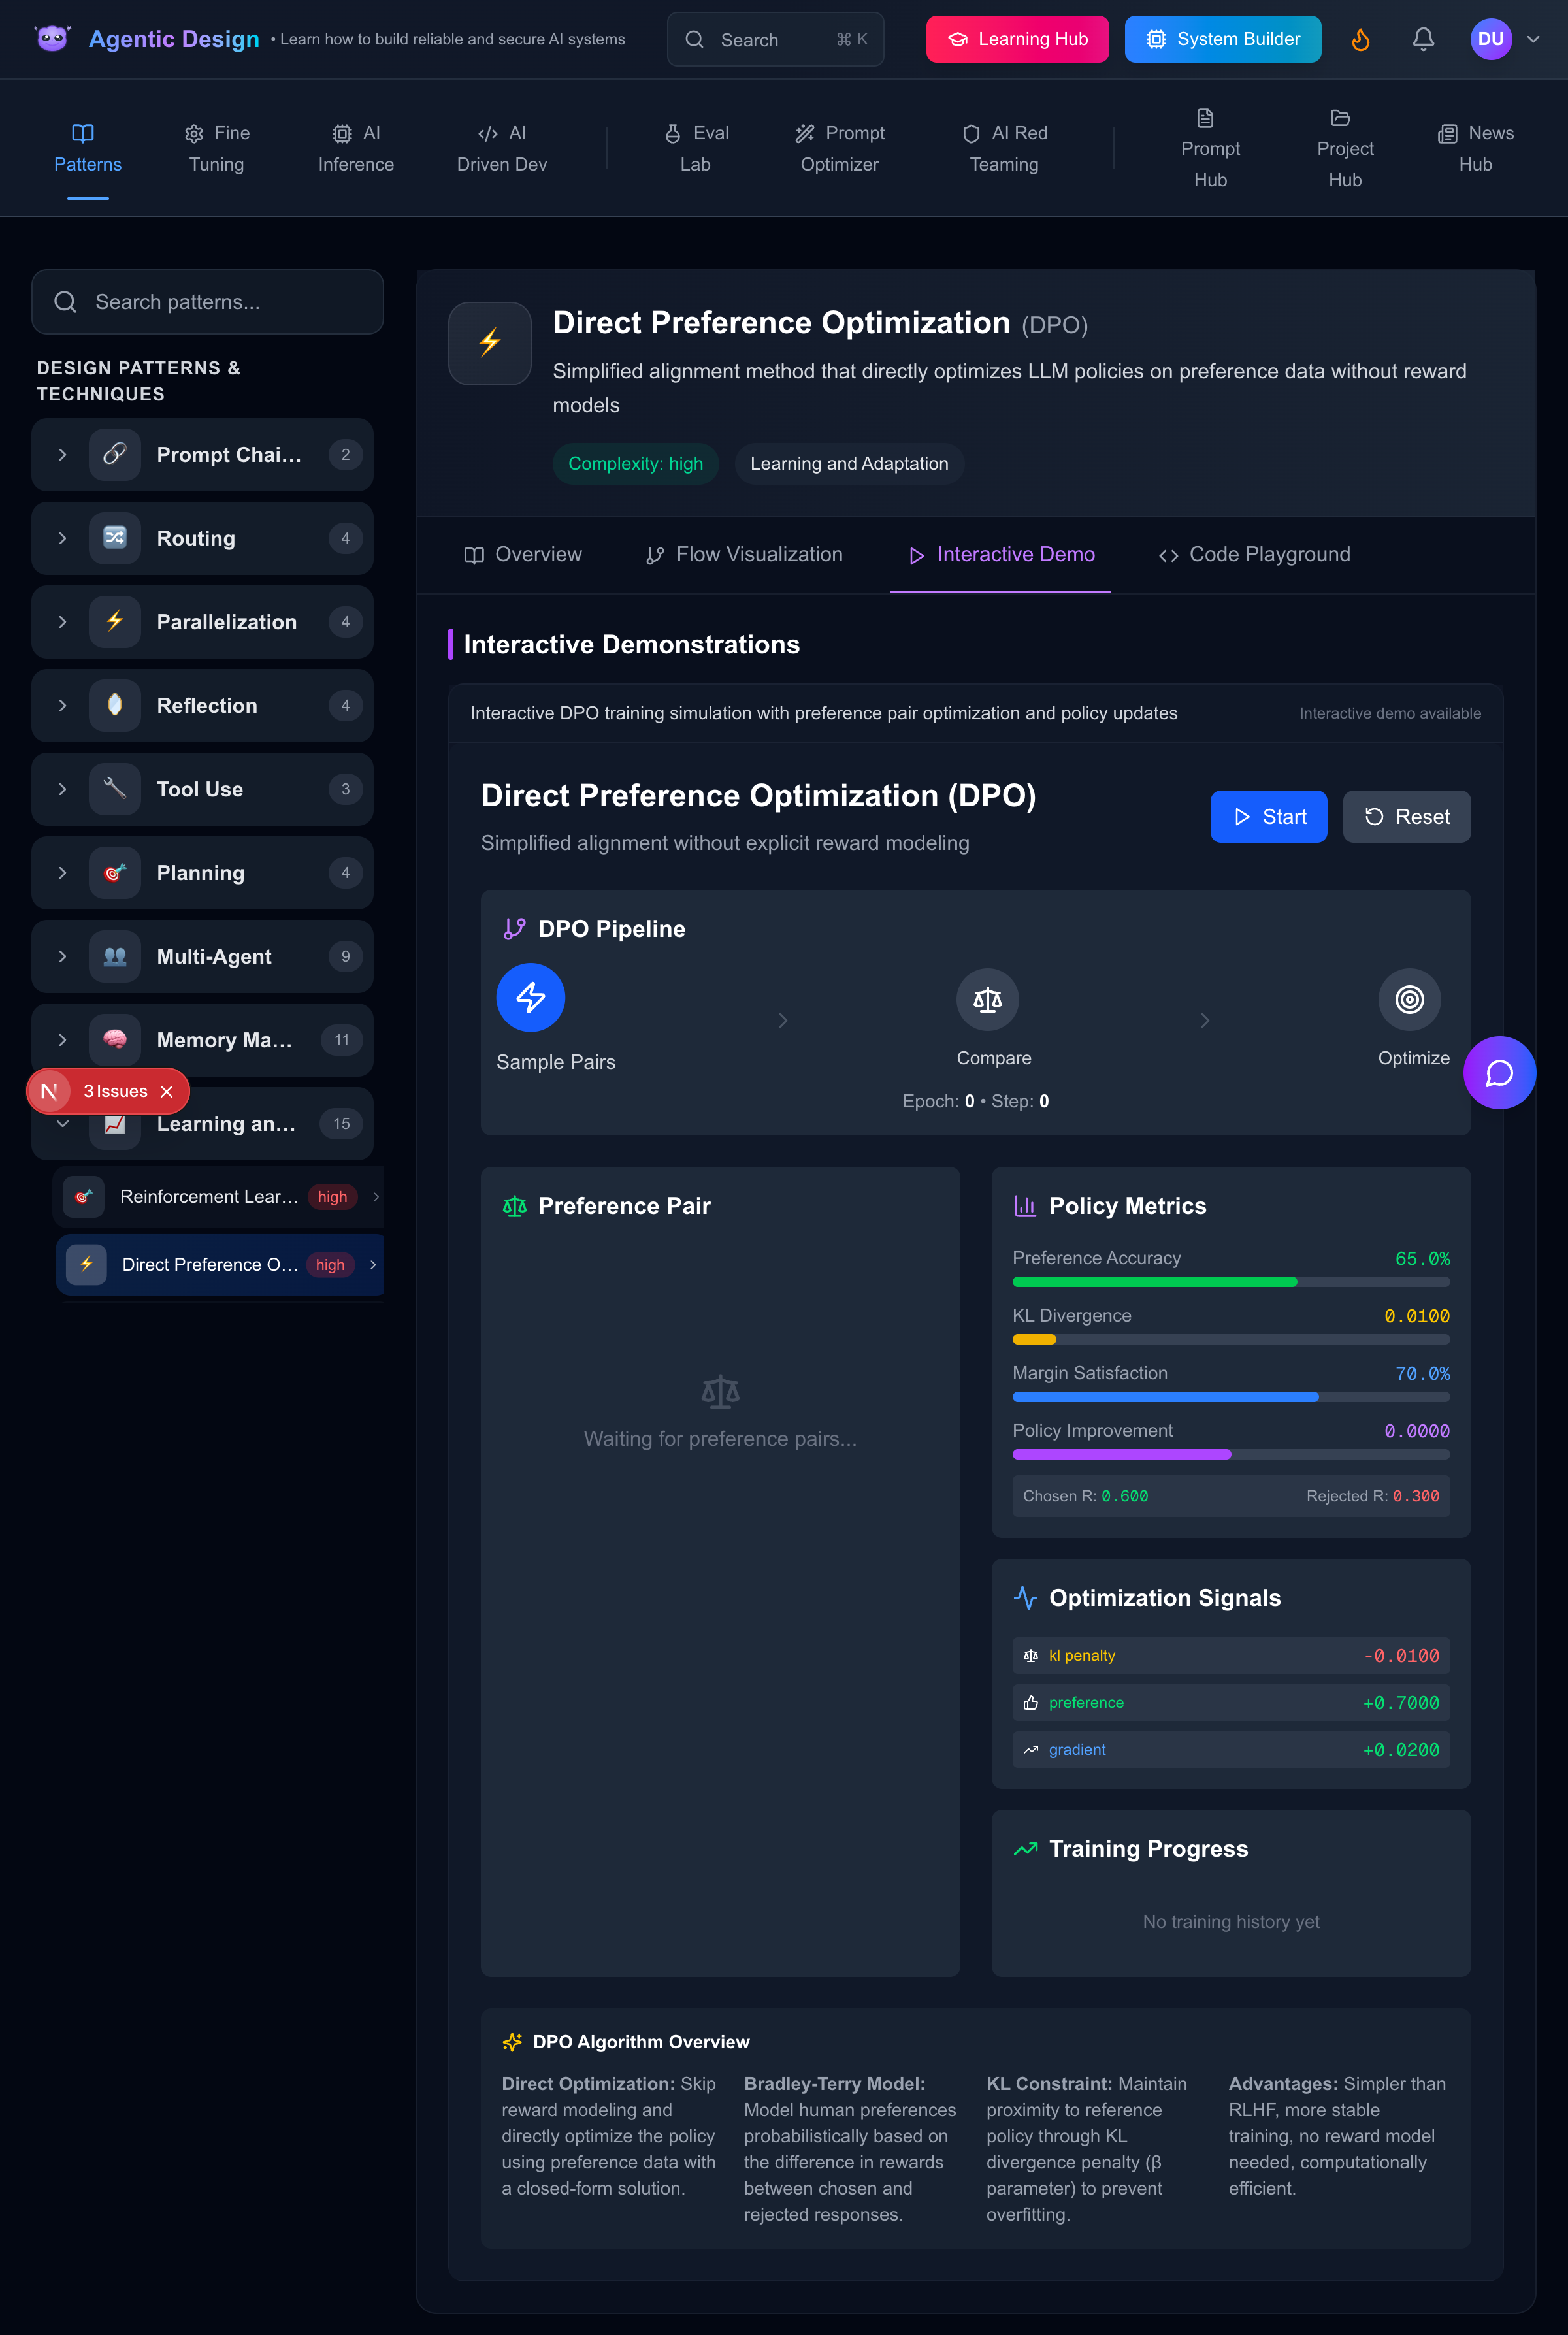 Agentic Design
• Learn how to build reliable and secure AI systems
Search
⌘ K
Learning Hub
System Builder
DU
Patterns
Fine
Tuning
AI
Inference
AI
Driven Dev
Eval
Lab
Prompt
Optimizer
AI Red
Teaming
Prompt
Hub
Project
Hub
News
Hub
Search patterns...
DESIGN PATTERNS &
TECHNIQUES
Prompt Chai...
2
Routing
4
Parallelization
4
Reflection
4
Tool Use
3
Planning
4
Multi-Agent
9
Memory Ma...
11
N
3 Issues
Learning an...
15
Reinforcement Lear...
high
Direct Preference O...
high
Direct Preference Optimization (DPO)
Simplified alignment method that directly optimizes LLM policies on preference data without reward
models
Complexity: high
Learning and Adaptation
Overview
Flow Visualization
Interactive Demo
Code Playground
Interactive Demonstrations
Interactive DPO training simulation with preference pair optimization and policy updates
Interactive demo available
Direct Preference Optimization (DPO)
Simplified alignment without explicit reward modeling
Start
Reset
DPO Pipeline
Sample Pairs
Compare
Optimize
Epoch: 0 • Step: 0
Preference Pair
Waiting for preference pairs...
Policy Metrics
Preference Accuracy
65.0%
KL Divergence
0.0100
Margin Satisfaction
70.0%
Policy Improvement
0.0000
Chosen R: 0.600
Rejected R: 0.300
Optimization Signals
kl penalty
-0.0100
preference
+0.7000
gradient
+0.0200
Training Progress
No training history yet
DPO Algorithm Overview
Direct Optimization: Skip
reward modeling and
directly optimize the policy
using preference data with
a closed-form solution.
Bradley-Terry Model:
Model human preferences
probabilistically based on
the difference in rewards
between chosen and
rejected responses.
KL Constraint: Maintain
proximity to reference
policy through KL
divergence penalty (β
parameter) to prevent
overfitting.
Advantages: Simpler than
RLHF, more stable
training, no reward model
needed, computationally
efficient.